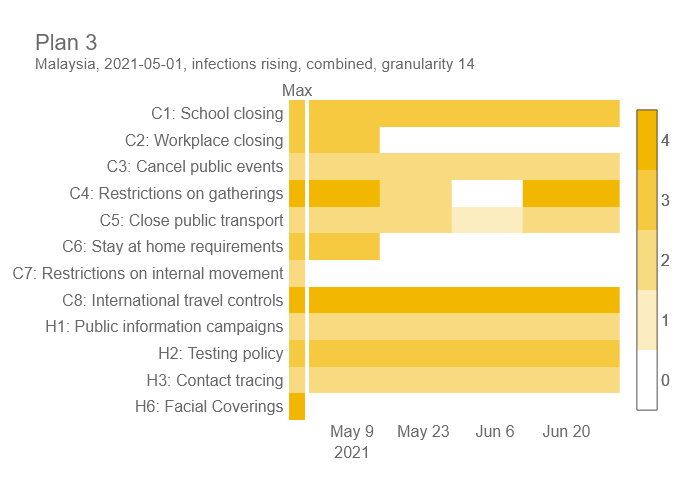 Plan 3
Malaysia, 2021-05-01, infections rising, combined, granularity 14
Max
C1: School closing
C2: Workplace closing
C3: Cancel public events
C4: Restrictions on gatherings
C5: Close public transport
C6: Stay at home requirements
C7: Restrictions on internal movement
C8: International travel controls
H1: Public information campaigns
H2: Testing policy
H3: Contact tracing
H6: Facial Coverings
May 9 May 23 Jun 6 Jun 20
2021
4
3
2
1
0